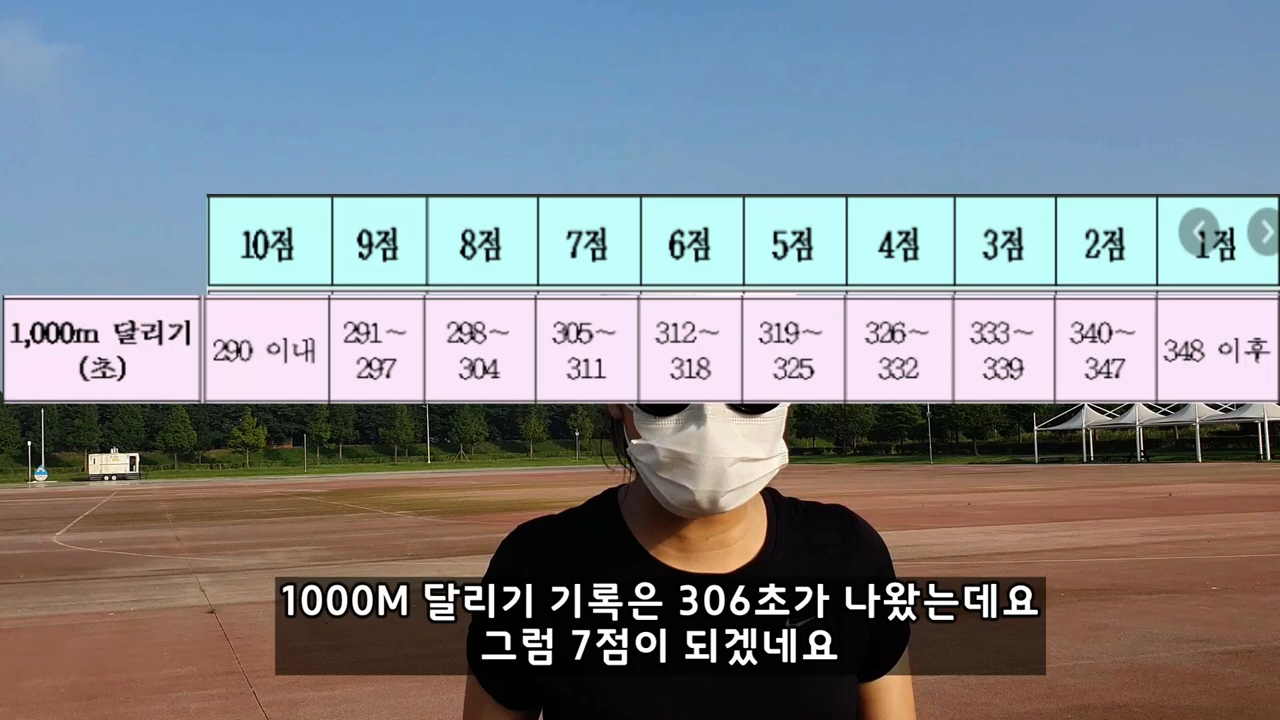 10점 9점 8점 7점 6점 5점 4점 3점 2점 1점
1,000m 달리기
(초)
290 이내
291~
297
298~
304
305~
311
312~
318
319~
325
326~
332
333~
339
340~
347
348 이후
1000M 달리기 기록은 306초가 나왔는데요
그럼 7점이 되겠네요